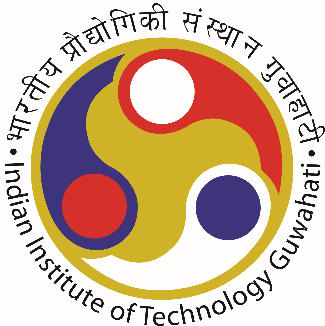 भारतीय प्रौद्योगिकी संस्थान गुवाहाटी
Indian Institute of Technology Guwahati